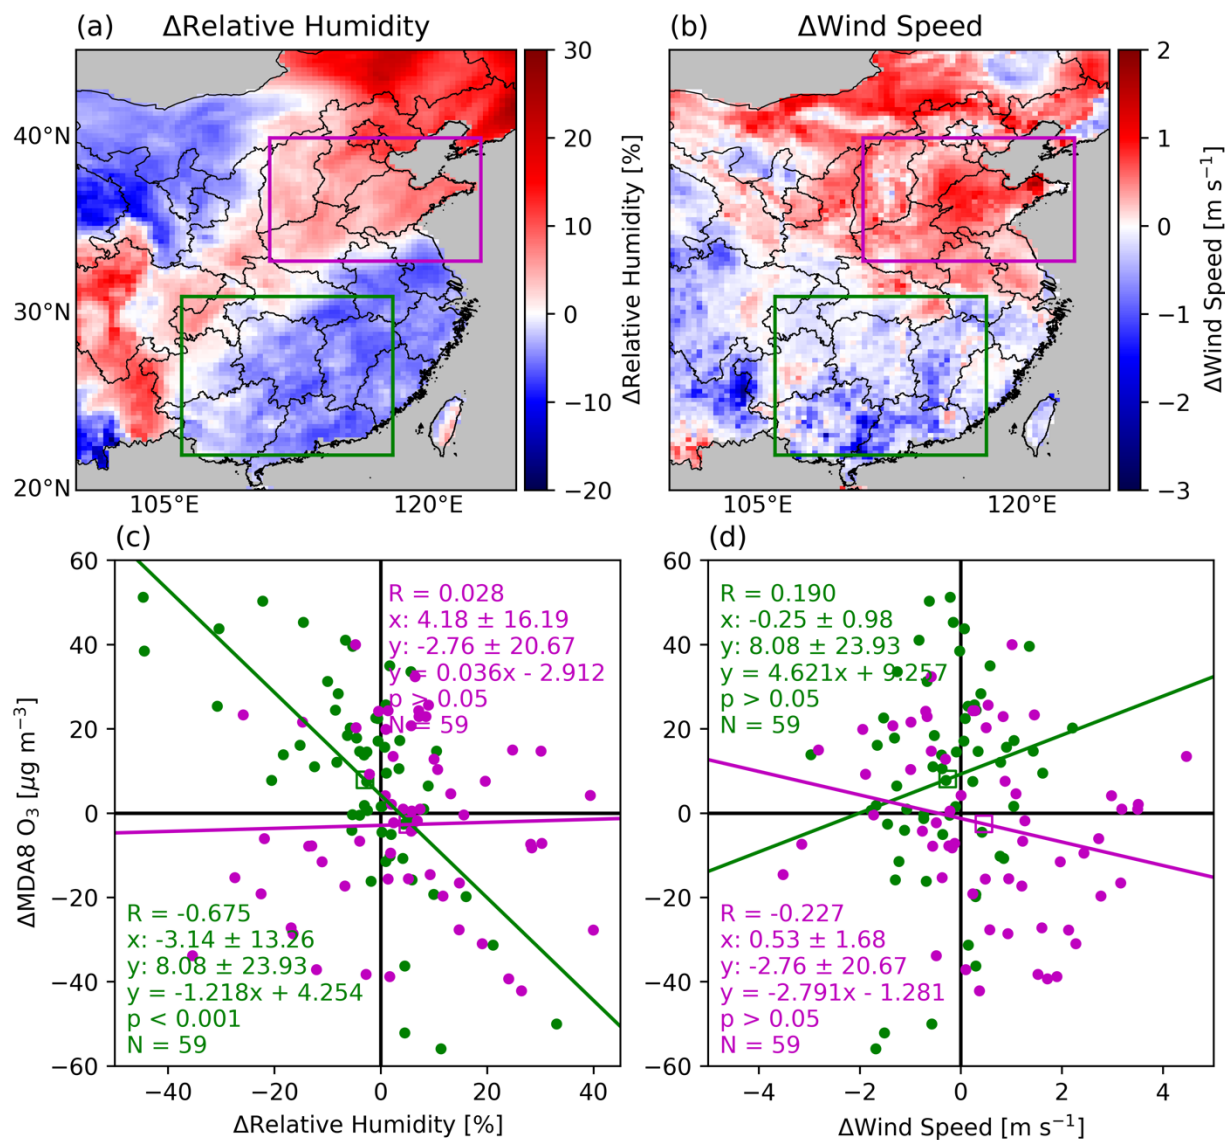 (a) ΔRelative Humidity
(b) ΔWind Speed
40°N
30°N
20°N
105°E 120°E
30
20
10
0
−10
−20
ΔRelative Humidity [%]
105°E 120°E
2
1
0
−1
−2
−3
ΔWind Speed [m s⁻¹]
(c)
60
40
20
0
−20
−40
−60
ΔMDA8 O₃ [μg m⁻³]
R = 0.028
x: 4.18 ± 16.19
y: -2.76 ± 20.67
y = 0.036x - 2.912
p > 0.05
N = 59
R = -0.675
x: -3.14 ± 13.26
y: 8.08 ± 23.93
y = -1.218x + 4.254
p < 0.001
N = 59
−40 −20 0 20 40
ΔRelative Humidity [%]
(d)
60
40
20
0
−20
−40
−60
R = 0.190
x: -0.25 ± 0.98
y: 8.08 ± 23.93
y = 4.621x + 9.257
p > 0.05
N = 59
R = -0.227
x: 0.53 ± 1.68
y: -2.76 ± 20.67
y = -2.791x - 1.281
p > 0.05
N = 59
−4 −2 0 2 4
ΔWind Speed [m s⁻¹]